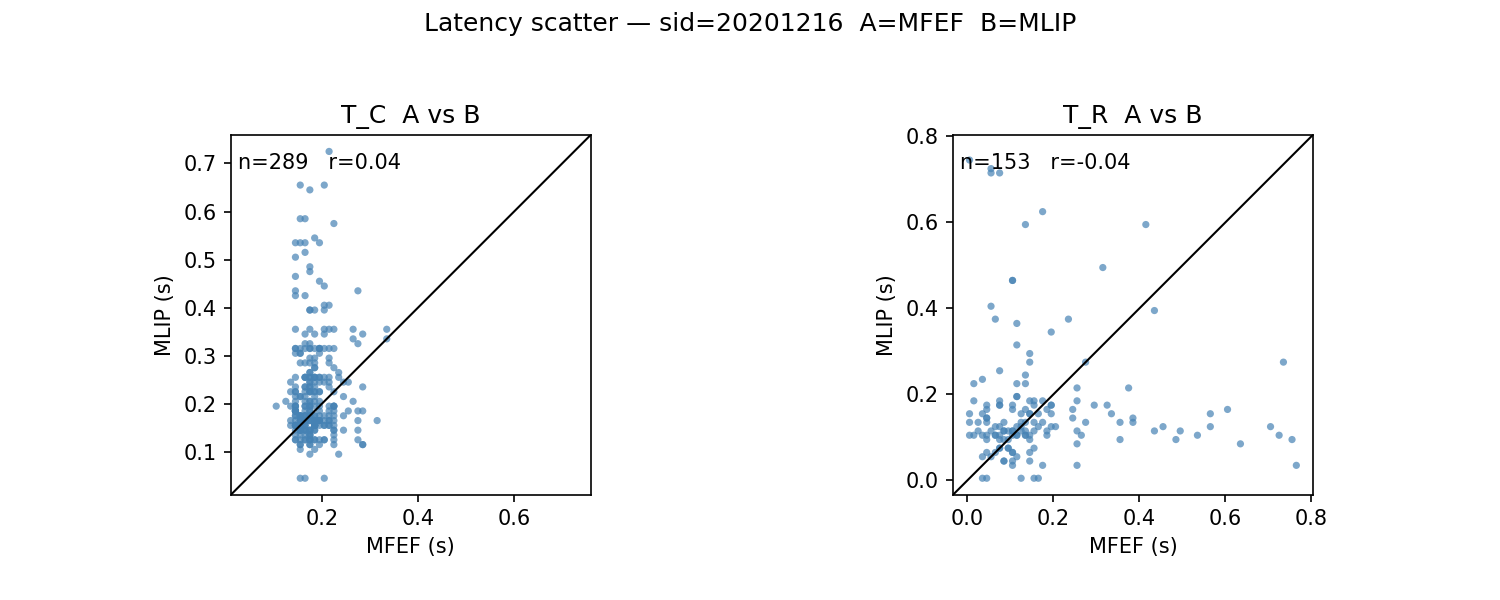 Latency scatter — sid=20201216  A=MFEF  B=MLIP
T_C  A vs B
n=289   r=0.04
0.7
0.6
0.5
0.4
0.3
0.2
0.1
MLIP (s)
0.2 0.4 0.6
MFEF (s)
T_R  A vs B
n=153   r=-0.04
0.8
0.6
0.4
0.2
0.0
MLIP (s)
0.0 0.2 0.4 0.6 0.8
MFEF (s)